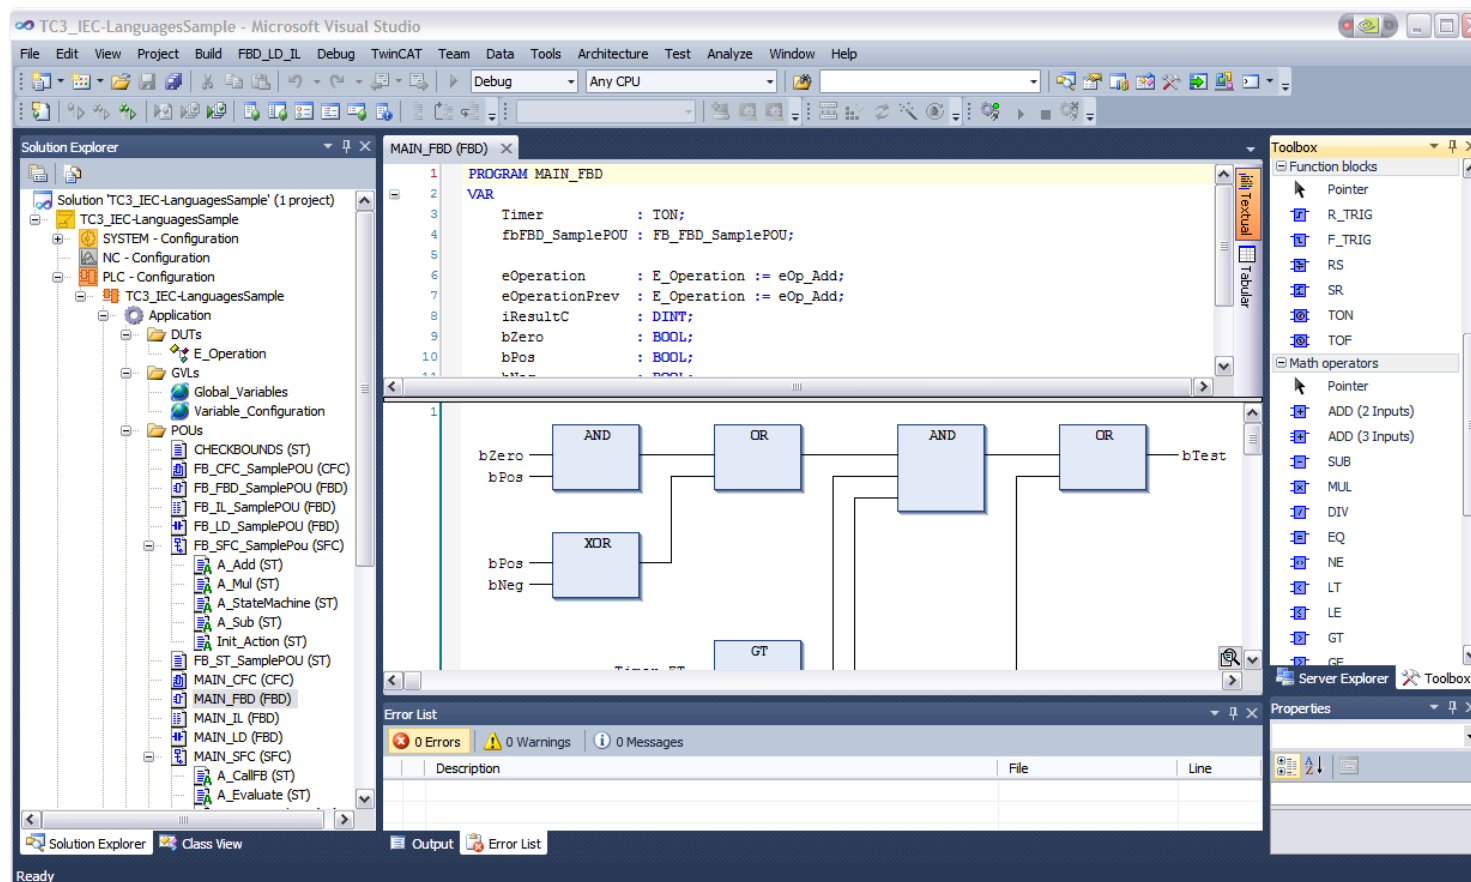 TC3_IEC-LanguagesSample - Microsoft Visual Studio
File Edit View Project Build FBD_LD_IL Debug TwinCAT Team Data Tools Architecture Test Analyze Window Help
Debug Any CPU
Solution Explorer
Solution 'TC3_IEC-LanguagesSample' (1 project)
TC3_IEC-LanguagesSample
SYSTEM - Configuration
NC - Configuration
PLC - Configuration
TC3_IEC-LanguagesSample
Application
DUTs
E_Operation
GVLs
Global_Variables
Variable_Configuration
POUs
CHECKBOUNDS (ST)
FB_CFC_SamplePOU (CFC)
FB_FBD_SamplePOU (FBD)
FB_IL_SamplePOU (FBD)
FB_LD_SamplePOU (FBD)
FB_SFC_SamplePou (SFC)
A_Add (ST)
A_Mul (ST)
A_StateMachine (ST)
A_Sub (ST)
Init_Action (ST)
FB_ST_SamplePOU (ST)
MAIN_CFC (CFC)
MAIN_FBD (FBD)
MAIN_IL (FBD)
MAIN_LD (FBD)
MAIN_SFC (SFC)
A_CallFB (ST)
A_Evaluate (ST)
Solution Explorer Class View
MAIN_FBD (FBD)
1 PROGRAM MAIN_FBD
2 VAR
3 Timer : TON;
4 fbFBD_SamplePOU : FB_FBD_SamplePOU;
5
6 eOperation : E_Operation := eOp_Add;
7 eOperationPrev : E_Operation := eOp_Add;
8 iResultC : DINT;
9 bZero : BOOL;
10 bPos : BOOL;
11 bNeg : BOOL;
Textual
Tabular
1
AND OR AND OR
bZero bTest
bPos
XOR
bPos
bNeg
GT
Timer.ET
Error List
0 Errors 0 Warnings 0 Messages
Description File Line
Output Error List
Toolbox
Function blocks
Pointer
R_TRIG
F_TRIG
RS
SR
TON
TOF
Math operators
Pointer
ADD (2 Inputs)
ADD (3 Inputs)
SUB
MUL
DIV
EQ
NE
LT
LE
GT
GE
Server Explorer Toolbox
Properties
Ready